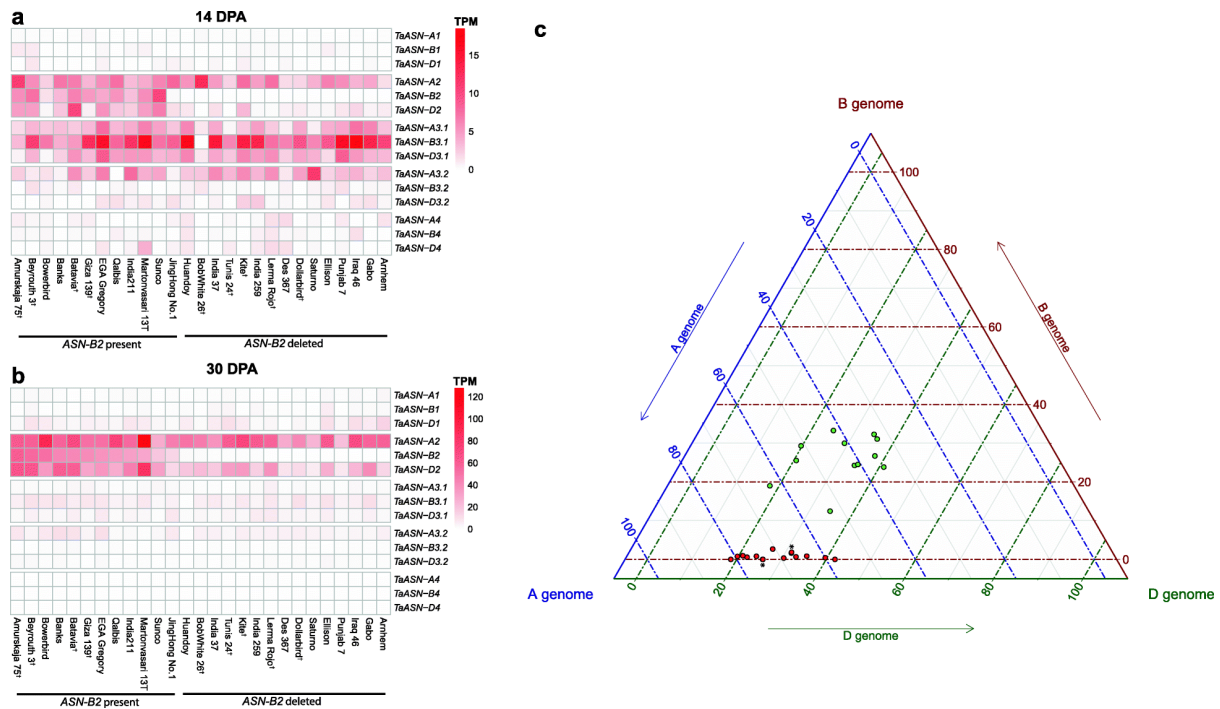 a
14 DPA
TPM
15
10
5
0
TaASN−A1
TaASN−B1
TaASN−D1
TaASN−A2
TaASN−B2
TaASN−D2
TaASN−A3.1
TaASN−B3.1
TaASN−D3.1
TaASN−A3.2
TaASN−B3.2
TaASN−D3.2
TaASN−A4
TaASN−B4
TaASN−D4
Amurskaja 75†
Beyrouth 3†
Bowerbird
Banks
Batavia†
Giza 139†
EGA Gregory
Qalbis
India211
Martonvasari 13T
Sunco
JingHong No.1
Huandoy
BobWhite 26†
India 37
Tunis 24†
Kite†
India 259
Lerma Rojo†
Des 367
Dollarbird†
Saturno
Ellison
Punjab 7
Iraq 46
Gabo
Arnhem
ASN-B2 present
ASN-B2 deleted
b
30 DPA
TPM
120
100
80
60
40
20
0
TaASN−A1
TaASN−B1
TaASN−D1
TaASN−A2
TaASN−B2
TaASN−D2
TaASN−A3.1
TaASN−B3.1
TaASN−D3.1
TaASN−A3.2
TaASN−B3.2
TaASN−D3.2
TaASN−A4
TaASN−B4
TaASN−D4
Amurskaja 75†
Beyrouth 3†
Bowerbird
Banks
Batavia†
Giza 139†
EGA Gregory
Qalbis
India211
Martonvasari 13T
Sunco
JingHong No.1
Huandoy
BobWhite 26†
India 37
Tunis 24†
Kite†
India 259
Lerma Rojo†
Des 367
Dollarbird†
Saturno
Ellison
Punjab 7
Iraq 46
Gabo
Arnhem
ASN-B2 present
ASN-B2 deleted
c
B genome
0
100
20
80
40
60
60
40
80
20
100
0
A genome
B genome
*
*
A genome
D genome
0
20
40
60
80
100
D genome